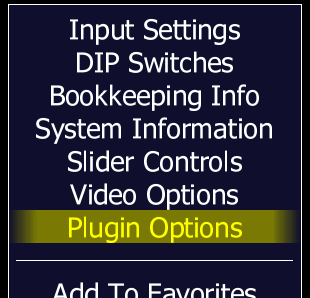 Input Settings
DIP Switches
Bookkeeping Info
System Information
Slider Controls
Video Options
Plugin Options
Add To Favorites